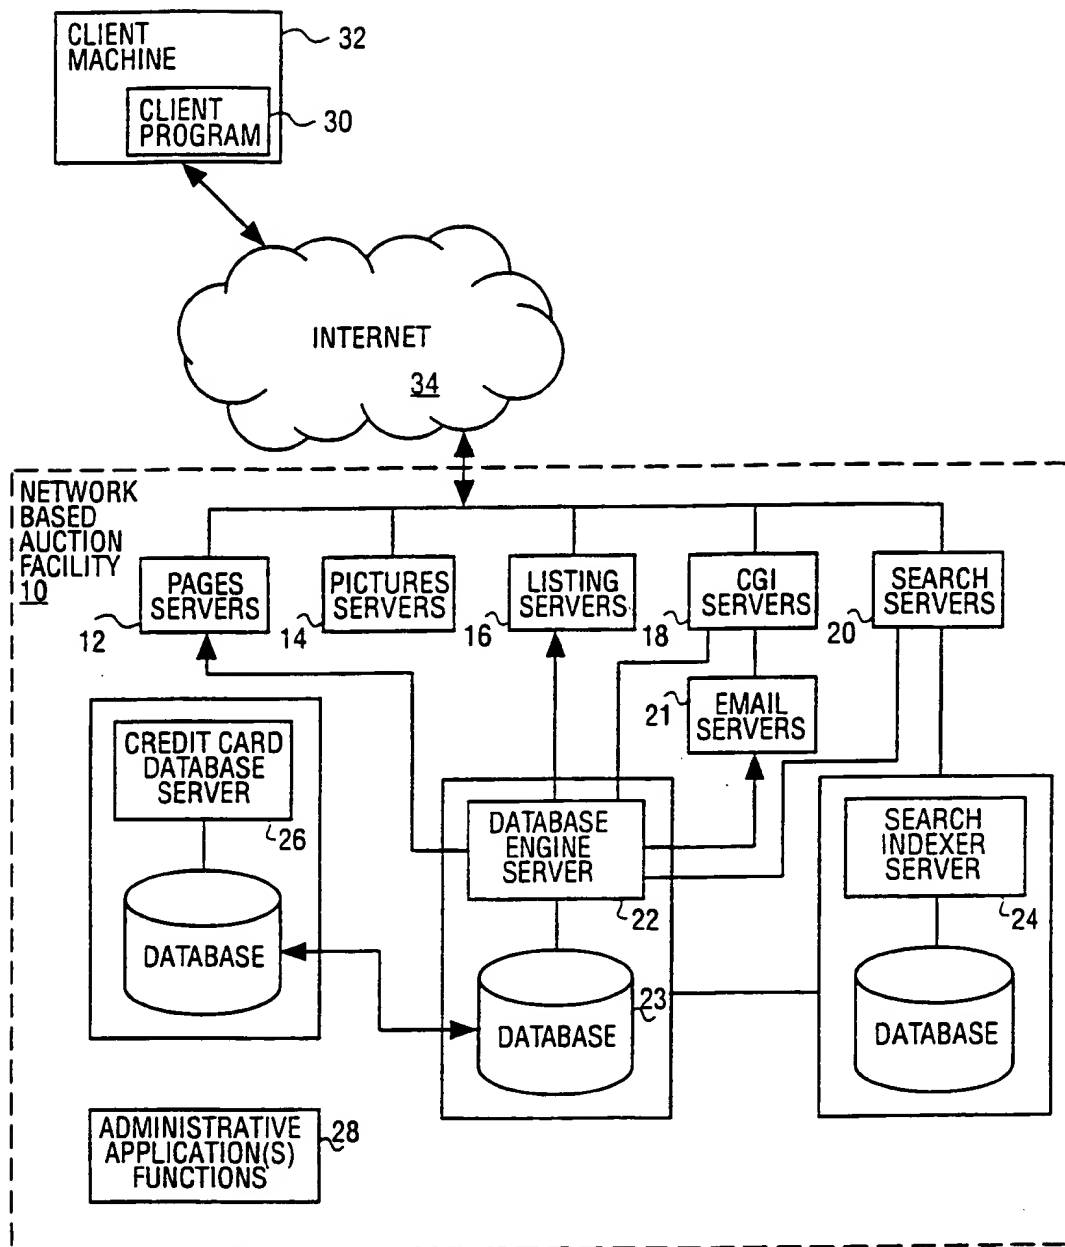 CLIENT
MACHINE
32
CLIENT
PROGRAM
30
INTERNET
34
NETWORK
BASED
AUCTION
FACILITY
10
PAGES
SERVERS
12
PICTURES
SERVERS
14
LISTING
SERVERS
16
CGI
SERVERS
18
SEARCH
SERVERS
20
EMAIL
SERVERS
21
CREDIT CARD
DATABASE
SERVER
26
DATABASE
DATABASE
ENGINE
SERVER
22
DATABASE
23
SEARCH
INDEXER
SERVER
24
DATABASE
ADMINISTRATIVE
APPLICATION(S)
FUNCTIONS
28